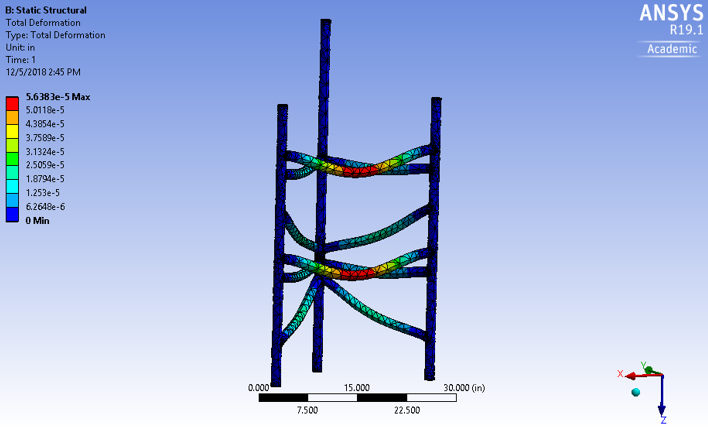 B: Static Structural
Total Deformation
Type: Total Deformation
Unit: in
Time: 1
12/5/2018 2:45 PM
5.6383e-5 Max
5.0118e-5
4.3854e-5
3.7589e-5
3.1324e-5
2.5059e-5
1.8794e-5
1.253e-5
6.2648e-6
0 Min
ANSYS
R19.1
Academic
0.000 15.000 30.000 (in)
7.500 22.500
X Y
Z